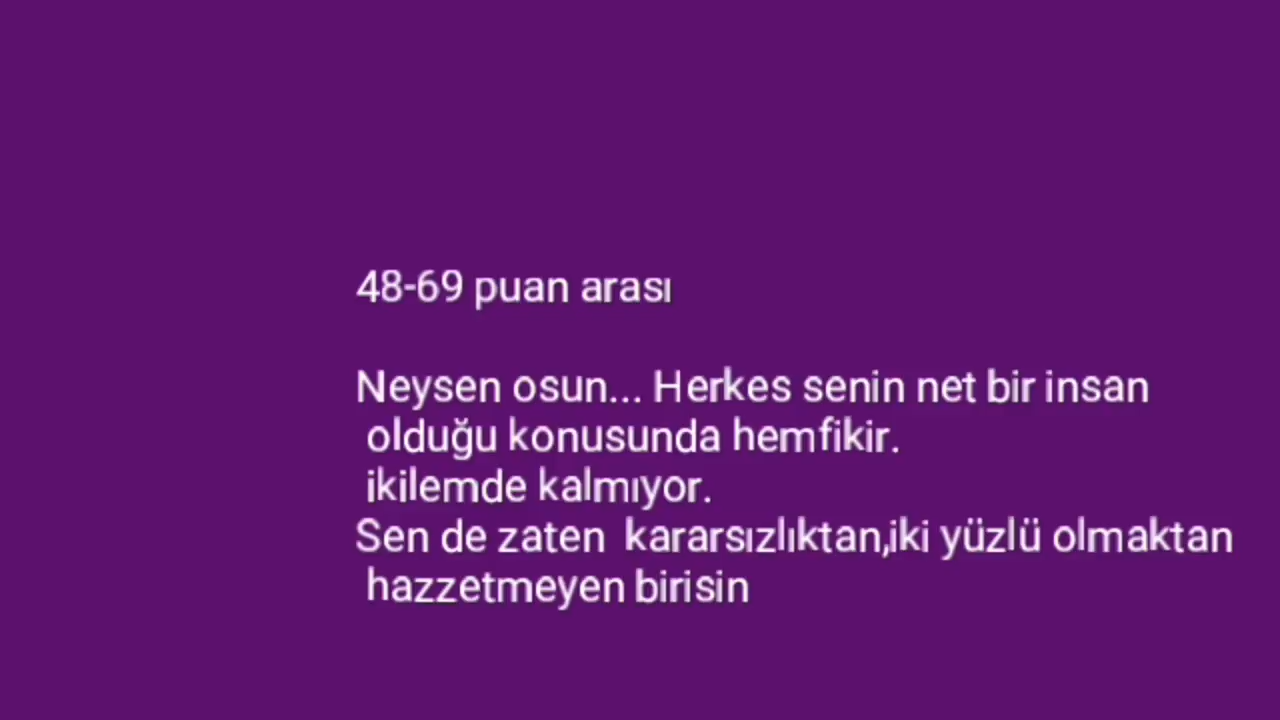 48-69 puan arası
Neysen osun... Herkes senin net bir insan
olduğu konusunda hemfikir.
ikilemde kalmıyor.
Sen de zaten kararsızlıktan,iki yüzlü olmaktan
hazzetmeyen birisin